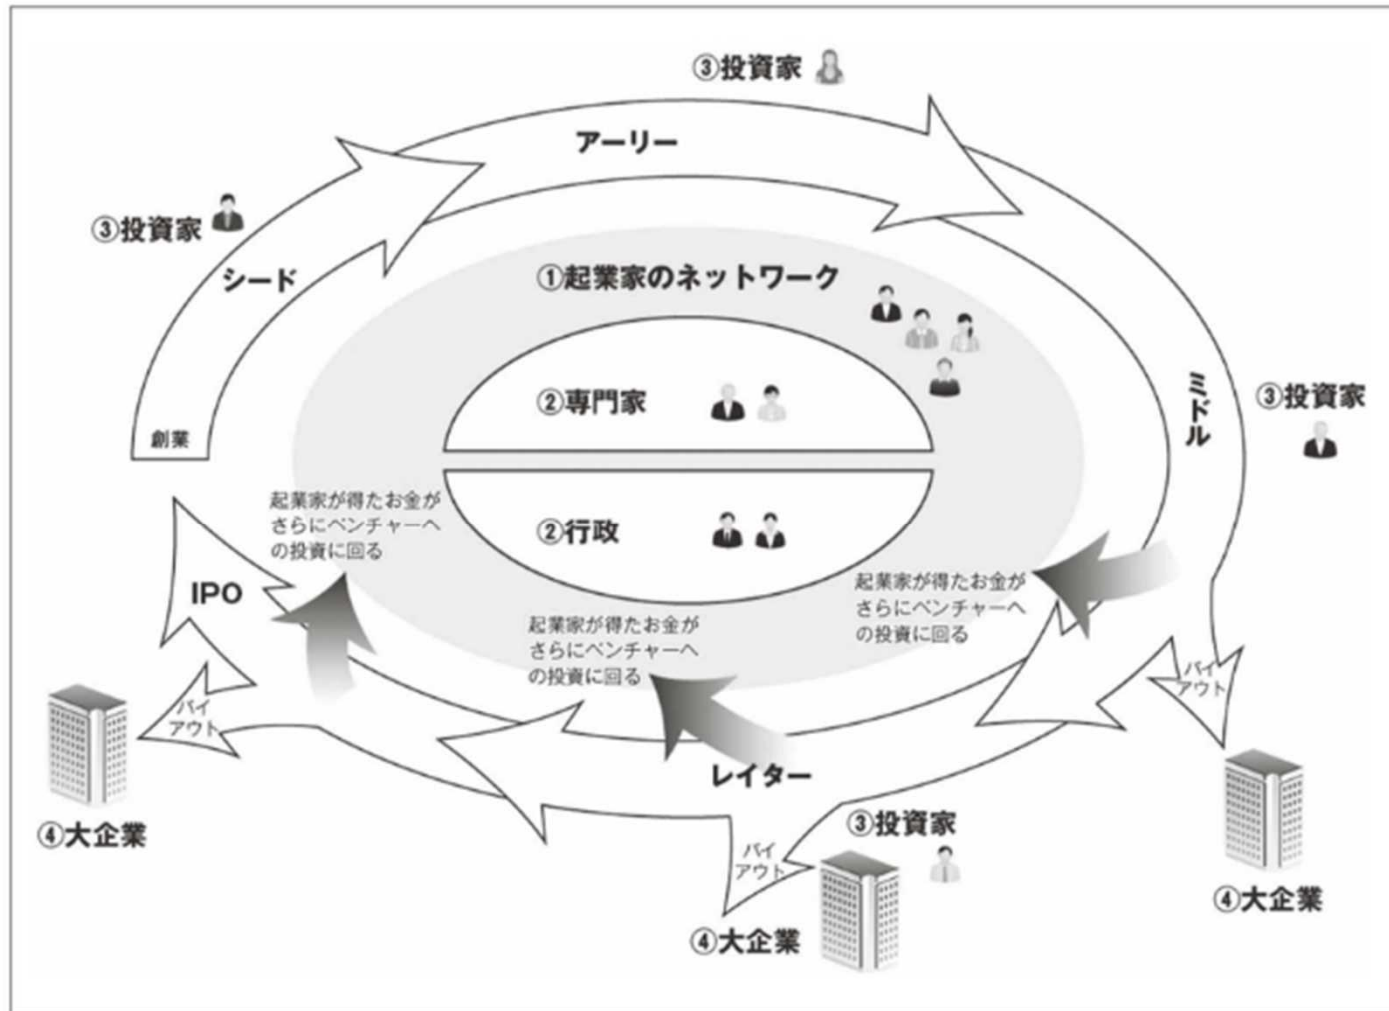 ③投資家
アーリー
③投資家
シード
①起業家のネットワーク
②専門家
ミドル
③投資家
創業
起業家が得たお金が
さらにベンチャーへ
の投資に回る
②行政
IPO
起業家が得たお金が
さらにベンチャーへ
の投資に回る
起業家が得たお金が
さらにベンチャーへ
の投資に回る
バイ
アウト
バイ
アウト
レイター
④大企業
③投資家
バイ
アウト
④大企業
④大企業